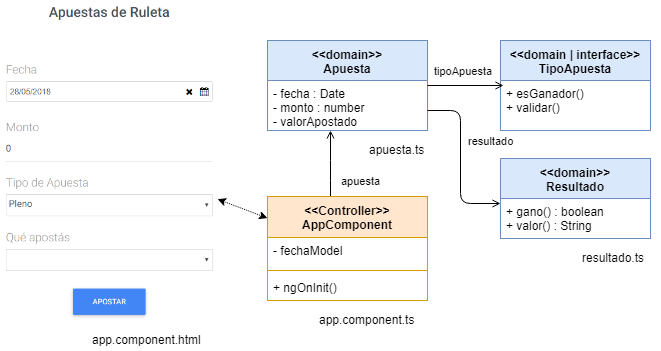 Apuestas de Ruleta
Fecha
28/05/2018
Monto
0
Tipo de Apuesta
Pleno
Qué apostás
APOSTAR
app.component.html
<<domain>>
Apuesta
- fecha : Date
- monto : number
- valorApostado
apuesta.ts
tipoApuesta
<<domain | interface>>
TipoApuesta
+ esGanador()
+ validar()
resultado
<<domain>>
Resultado
+ gano() : boolean
+ valor() : String
resultado.ts
apuesta
<<Controller>>
AppComponent
- fechaModel
+ ngOnInit()
app.component.ts